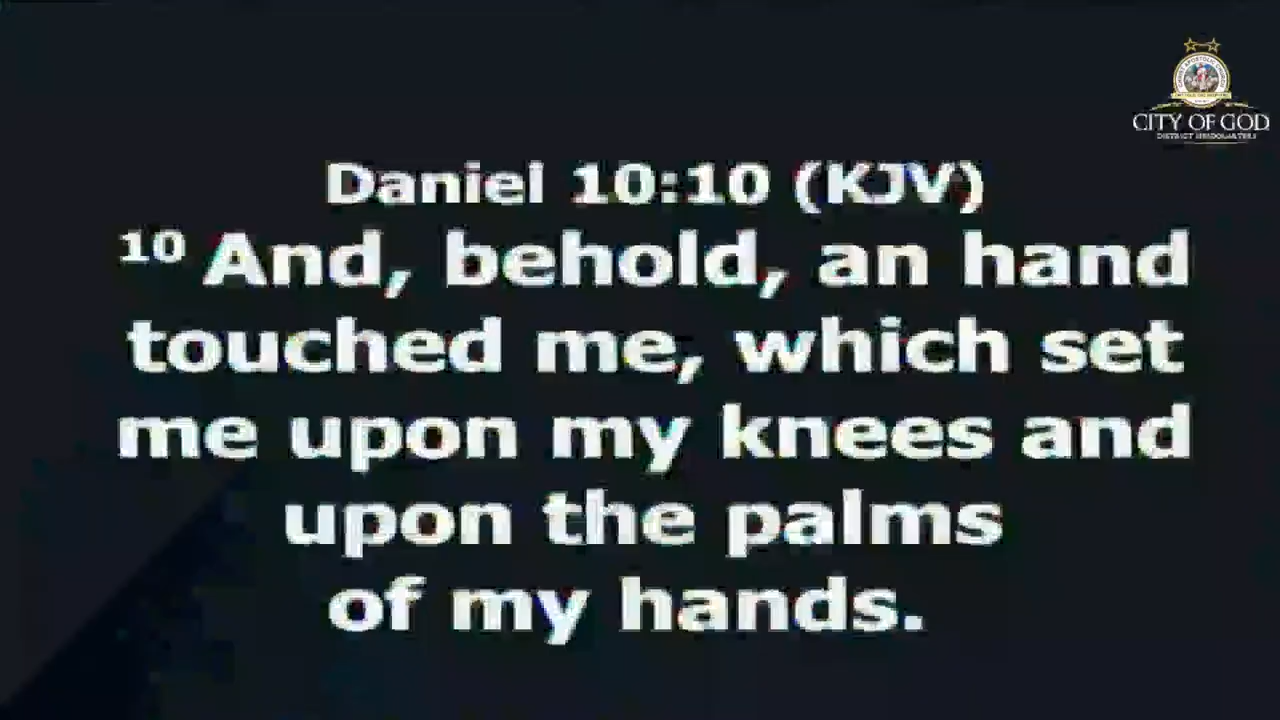 CITY OF GOD
DISTRICT HEADQUARTERS
Daniel 10:10 (KJV)
10 And, behold, an hand
touched me, which set
me upon my knees and
upon the palms
of my hands.